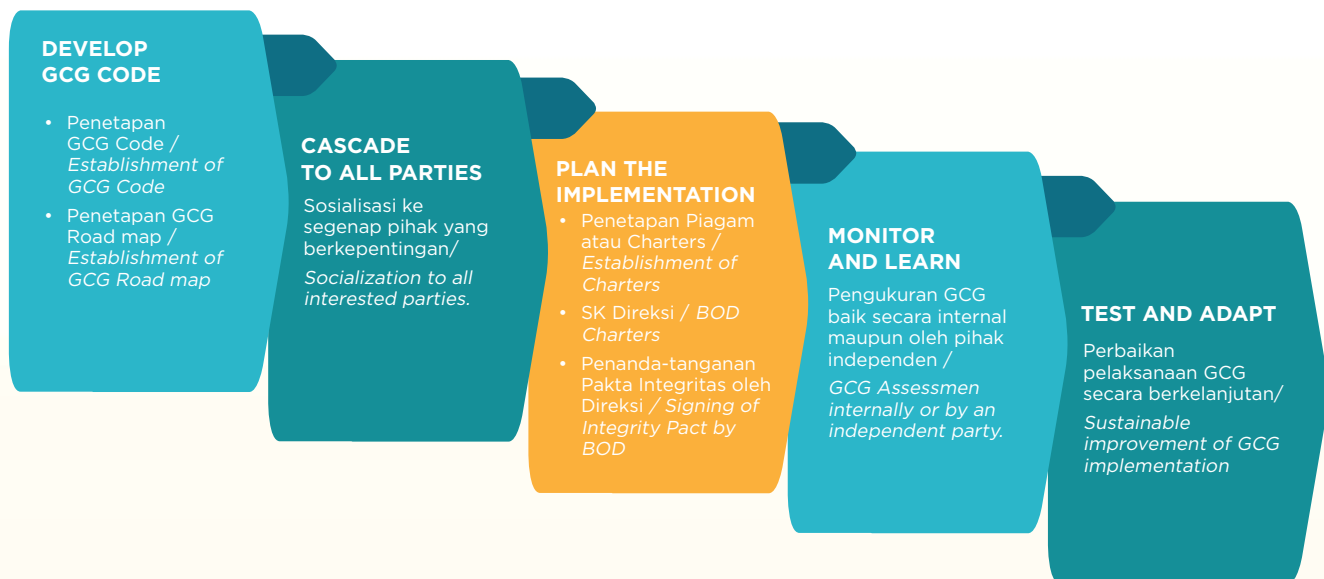 DEVELOP
GCG CODE
• Penetapan
GCG Code /
Establishment of
GCG Code
• Penetapan GCG
Road map /
Establishment of
GCG Road map
CASCADE
TO ALL PARTIES
Sosialisasi ke
segenap pihak yang
berkepentingan/
Socialization to all
interested parties.
PLAN THE
IMPLEMENTATION
• Penetapan Piagam
atau Charters /
Establishment of
Charters
• SK Direksi / BOD
Charters
• Penanda-tanganan
Pakta Integritas oleh
Direksi / Signing of
Integrity Pact by
BOD
MONITOR
AND LEARN
Pengukuran GCG
baik secara internal
maupun oleh pihak
independen /
GCG Assessmen
internally or by an
independent party.
TEST AND ADAPT
Perbaikan
pelaksanaan GCG
secara berkelanjutan/
Sustainable
improvement of GCG
implementation